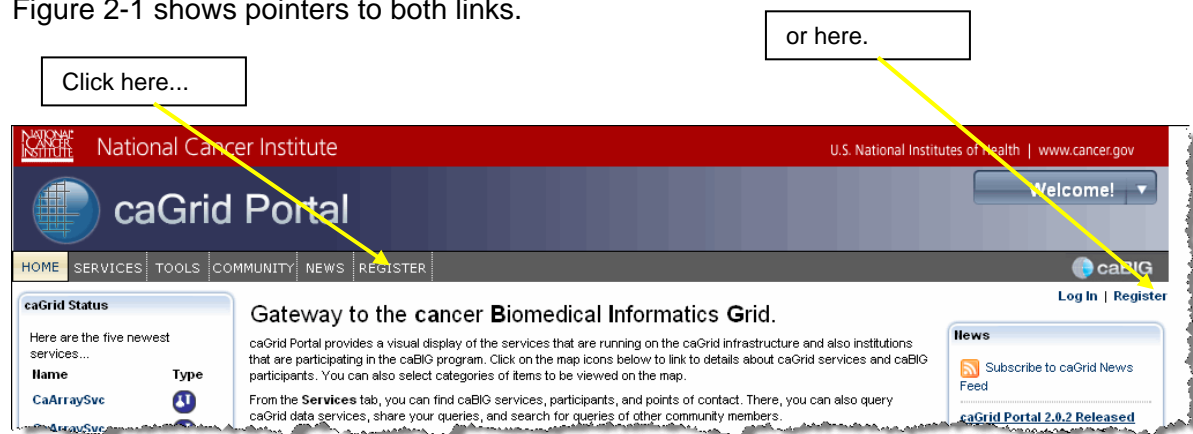 Figure 2-1 shows pointers to both links.
or here.
Click here...
NATIONAL CANCER INSTITUTE
National Cancer Institute
U.S. National Institutes of Health | www.cancer.gov
caGrid Portal
Welcome!
HOME SERVICES TOOLS COMMUNITY NEWS REGISTER
caBIG
Log In | Register
caGrid Status
Here are the five newest
services...
Name Type
CaArraySvc
CaArraySvc
Gateway to the cancer Biomedical Informatics Grid.
caGrid Portal provides a visual display of the services that are running on the caGrid infrastructure and also institutions
that are participating in the caBIG program. Click on the map icons below to link to details about caGrid services and caBIG
participants. You can also select categories of items to be viewed on the map.
From the Services tab, you can find caBIG services, participants, and points of contact. There, you can also query
caGrid data services, share your queries, and search for queries of other community members.
News
Subscribe to caGrid News
Feed
caGrid Portal 2.0.2 Released